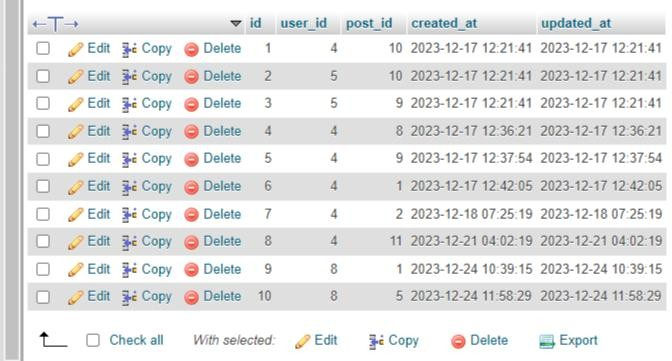 id user_id post_id created_at updated_at
Edit Copy Delete 1 4 10 2023-12-17 12:21:41 2023-12-17 12:21:41
Edit Copy Delete 2 5 10 2023-12-17 12:21:41 2023-12-17 12:21:41
Edit Copy Delete 3 5 9 2023-12-17 12:21:41 2023-12-17 12:21:41
Edit Copy Delete 4 4 8 2023-12-17 12:36:21 2023-12-17 12:36:21
Edit Copy Delete 5 4 9 2023-12-17 12:37:54 2023-12-17 12:37:54
Edit Copy Delete 6 4 1 2023-12-17 12:42:05 2023-12-17 12:42:05
Edit Copy Delete 7 4 2 2023-12-18 07:25:19 2023-12-18 07:25:19
Edit Copy Delete 8 4 11 2023-12-21 04:02:19 2023-12-21 04:02:19
Edit Copy Delete 9 8 1 2023-12-24 10:39:15 2023-12-24 10:39:15
Edit Copy Delete 10 8 5 2023-12-24 11:58:29 2023-12-24 11:58:29
Check all With selected: Edit Copy Delete Export